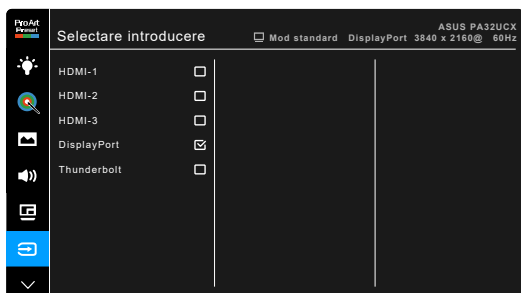 ProArt
Selectare introducere
ASUS PA32UCX
Mod standard DisplayPort 3840 x 2160@ 60Hz
HDMI-1
HDMI-2
HDMI-3
DisplayPort
Thunderbolt